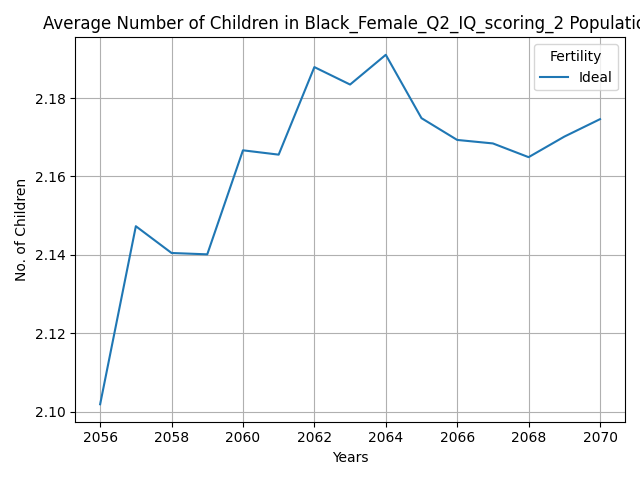 Average Number of Children in Black_Female_Q2_IQ_scoring_2 Populatio
Fertility
Ideal
2.18
2.16
2.14
2.12
2.10
No. of Children
2056 2058 2060 2062 2064 2066 2068 2070
Years